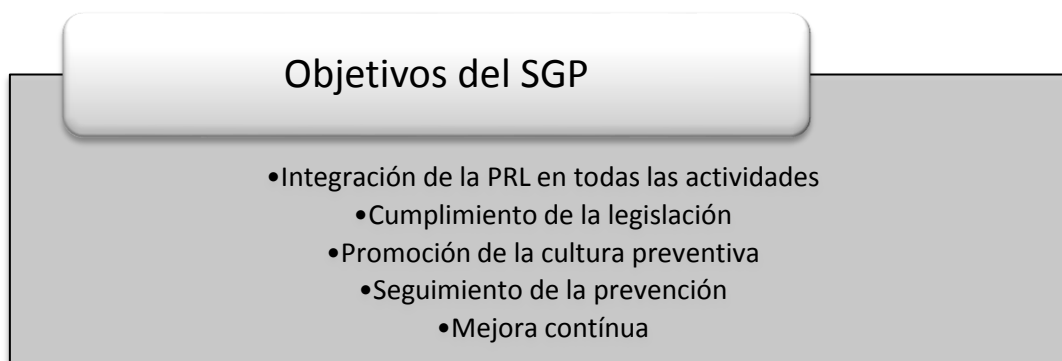 Objetivos del SGP
•Integración de la PRL en todas las actividades
•Cumplimiento de la legislación
•Promoción de la cultura preventiva
•Seguimiento de la prevención
•Mejora contínua